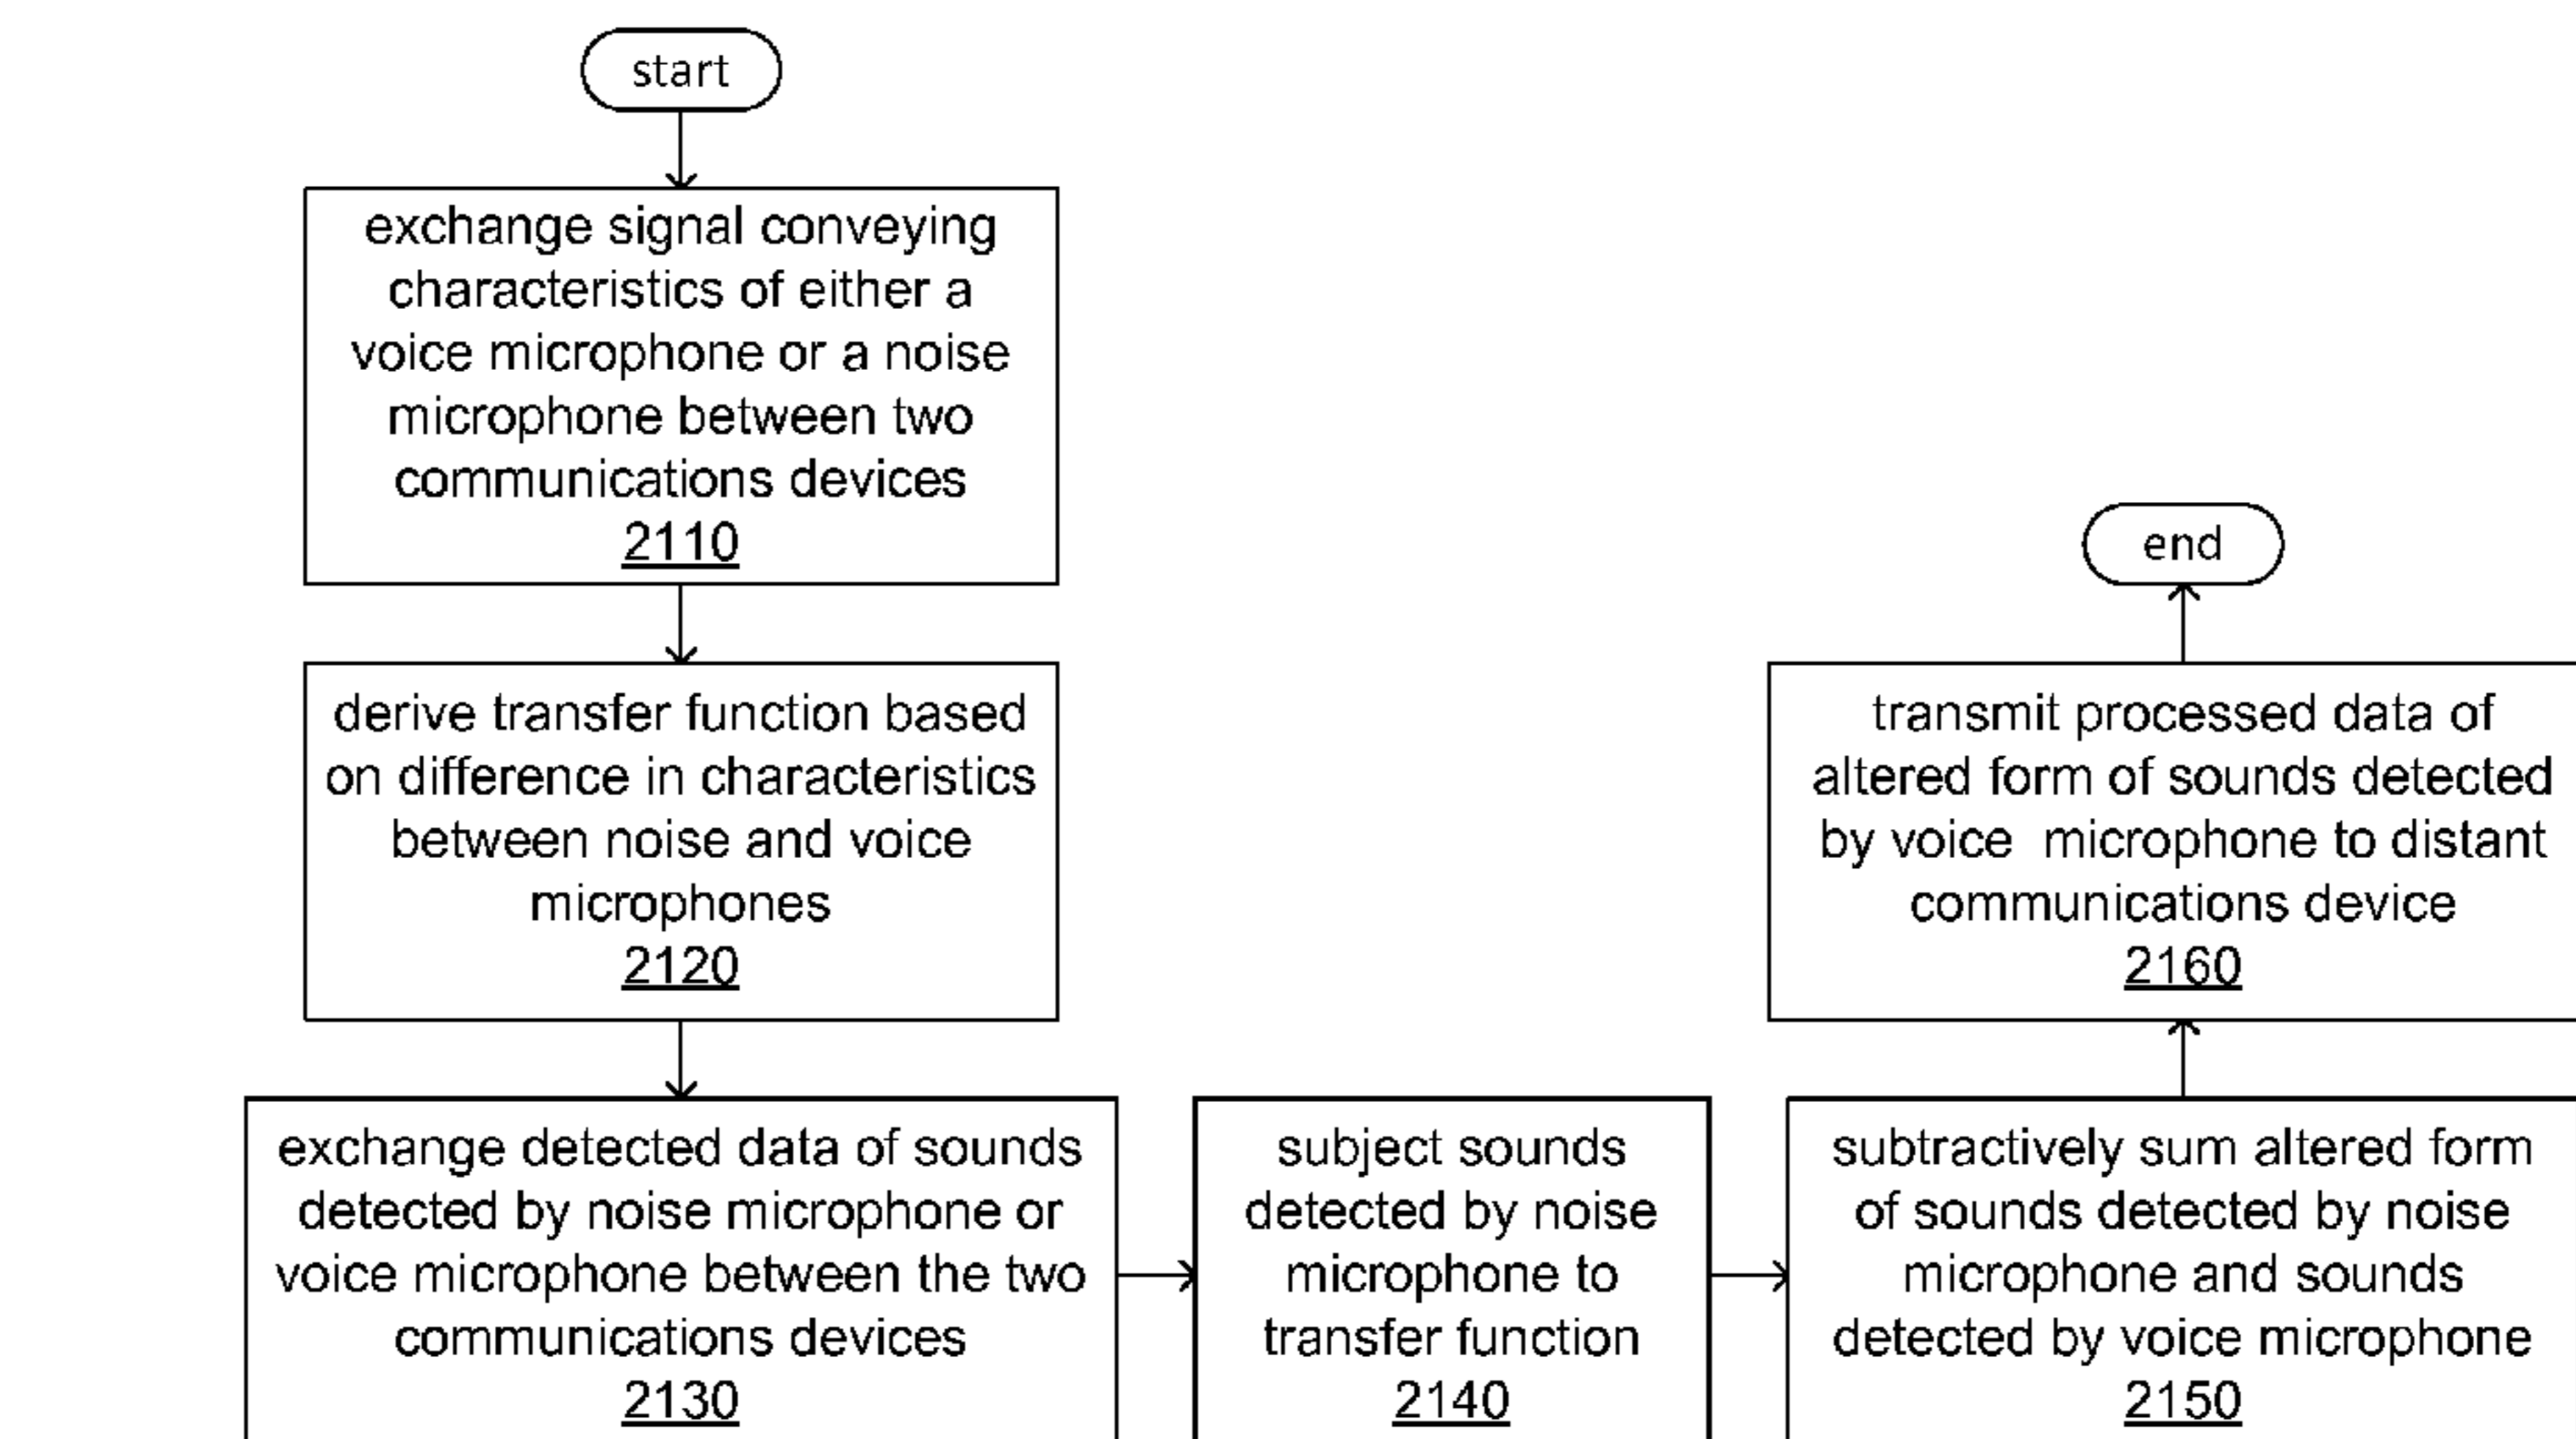 start
exchange signal conveying
characteristics of either a
voice microphone or a noise
microphone between two
communications devices
2110
derive transfer function based
on difference in characteristics
between noise and voice
microphones
2120
exchange detected data of sounds
detected by noise microphone or
voice microphone between the two
communications devices
2130
subject sounds
detected by noise
microphone to
transfer function
2140
subtractively sum altered form
of sounds detected by noise
microphone and sounds
detected by voice microphone
2150
transmit processed data of
altered form of sounds detected
by voice  microphone to distant
communications device
2160
end